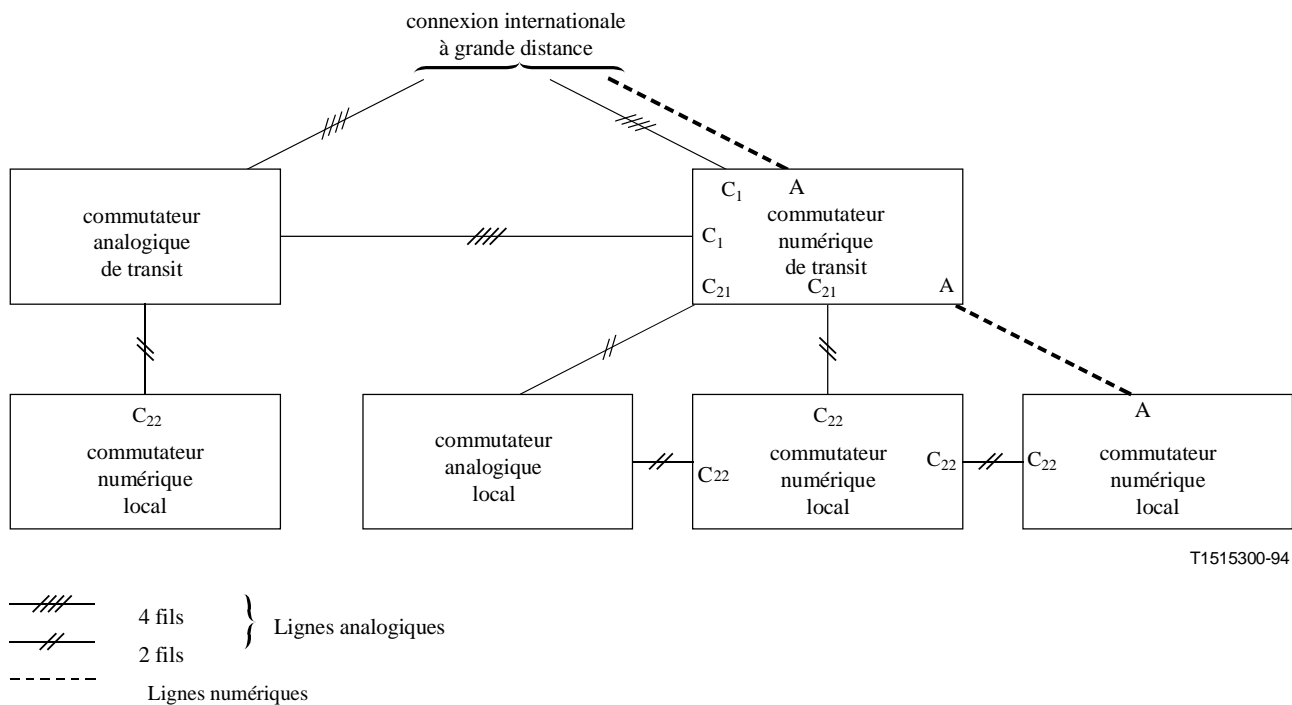 connexion internationale
à grande distance
C₁ A
commutateur
analogique
de transit
C₁
commutateur
numérique
de transit
C₂₁ C₂₁ A
C₂₂
commutateur
numérique
local
commutateur
analogique
local
C22
C₂₂
commutateur
numérique
local
C₂₂
C₂₂
A
commutateur
numérique
local
T1515300-94
4 fils
2 fils
Lignes analogiques
Lignes numériques